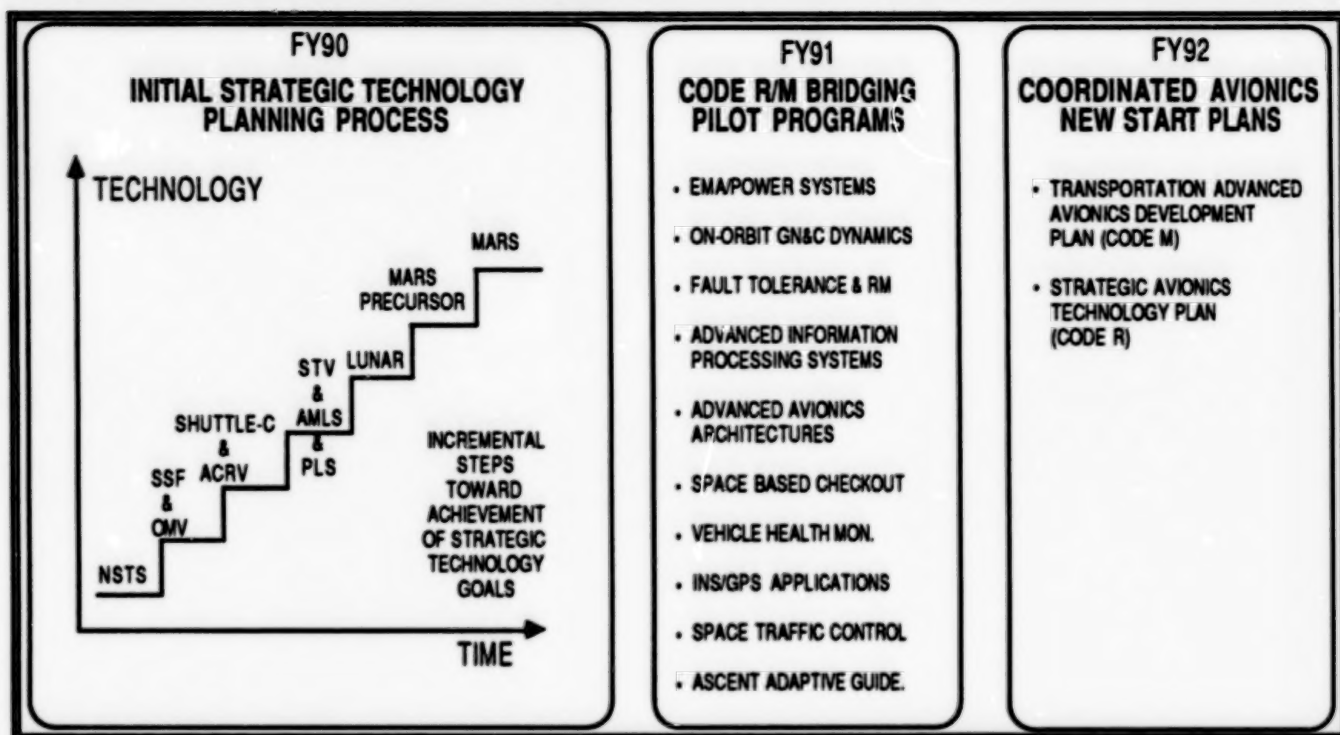 FY90
INITIAL STRATEGIC TECHNOLOGY
PLANNING PROCESS
TECHNOLOGY
MARS
MARS
PRECURSOR
LUNAR
STV
&
AMLS
&
PLS
SHUTTLE-C
&
ACRV
SSF
&
OMV
NSTS
INCREMENTAL
STEPS
TOWARD
ACHIEVEMENT
OF STRATEGIC
TECHNOLOGY
GOALS
TIME
FY91
CODE R/M BRIDGING
PILOT PROGRAMS
• EMA/POWER SYSTEMS
• ON-ORBIT GN&C DYNAMICS
• FAULT TOLERANCE & RM
• ADVANCED INFORMATION
PROCESSING SYSTEMS
• ADVANCED AVIONICS
ARCHITECTURES
• SPACE BASED CHECKOUT
• VEHICLE HEALTH MON.
• INS/GPS APPLICATIONS
• SPACE TRAFFIC CONTROL
• ASCENT ADAPTIVE GUIDE.
FY92
COORDINATED AVIONICS
NEW START PLANS
• TRANSPORTATION ADVANCED
AVIONICS DEVELOPMENT
PLAN (CODE M)
• STRATEGIC AVIONICS
TECHNOLOGY PLAN
(CODE R)